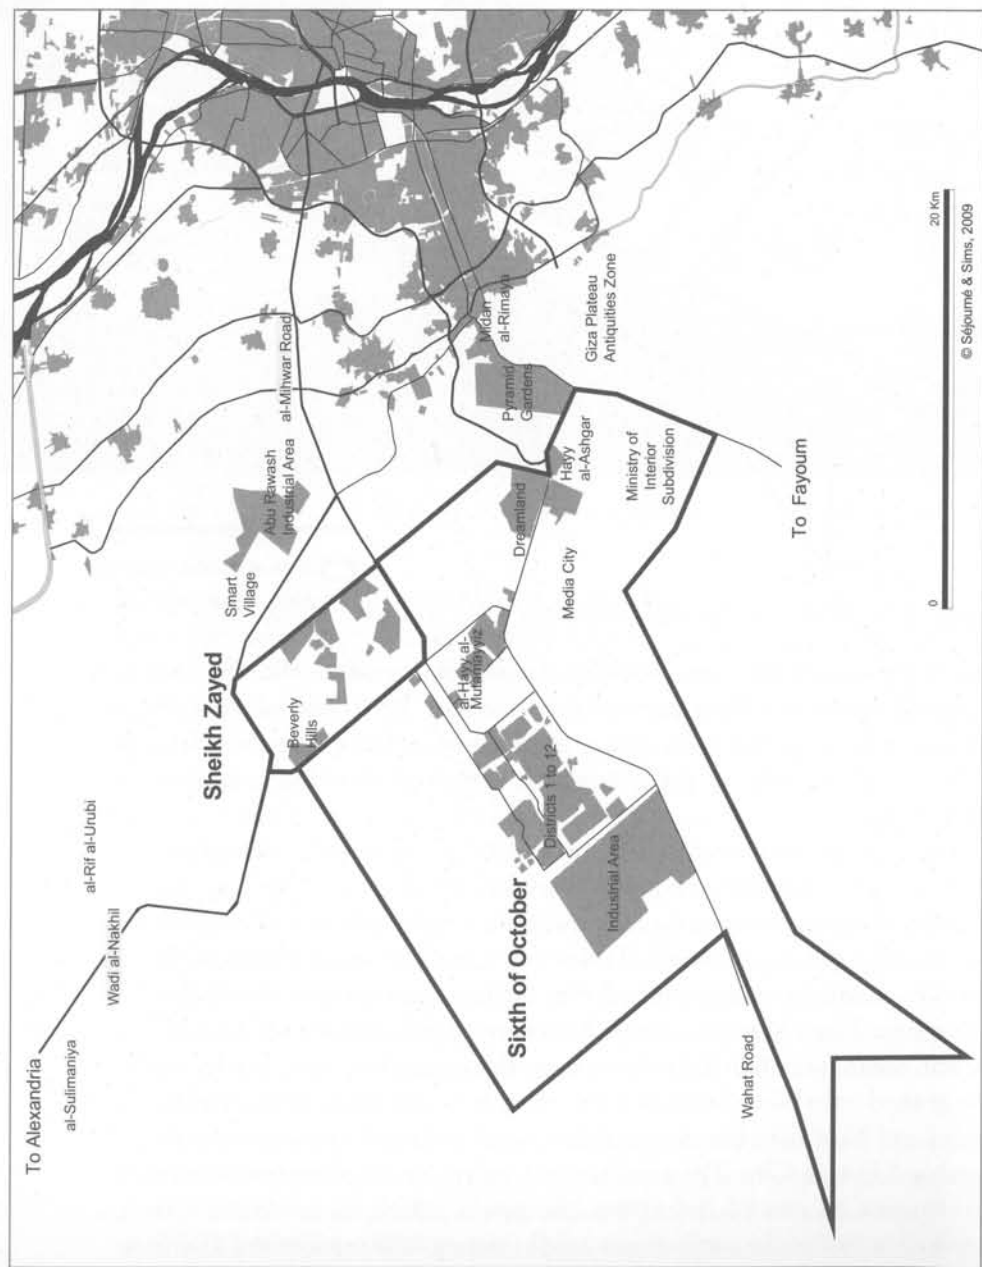 To Alexandria
al-Sulimaniya
Wadi al-Nakhil
al-Rif al-Urubi
Sheikh Zayed
Beverly
Hills
Smart
Village
Abu Rawash
Industrial Area
al-Mihwar Road
Sixth of October
Districts 1 to 12
Industrial Area
al-Hayy al-
Mutamayyiz
Dreamland
Media City
Hayy
al-Ashgar
Pyramid
Gardens
Midan
al-Rimaya
Giza Plateau
Antiquities Zone
Ministry of
Interior
Subdivision
Wahat Road
To Fayoum
0
20 Km
© Séjourné & Sims, 2009